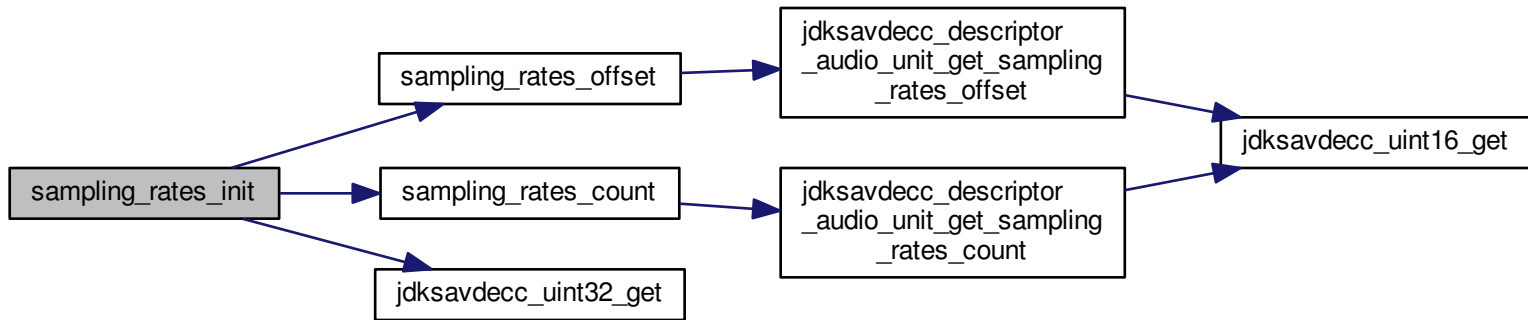 sampling_rates_init
sampling_rates_offset
sampling_rates_count
jdksavdecc_uint32_get
jdksavdecc_descriptor
_audio_unit_get_sampling
_rates_offset
jdksavdecc_descriptor
_audio_unit_get_sampling
_rates_count
jdksavdecc_uint16_get